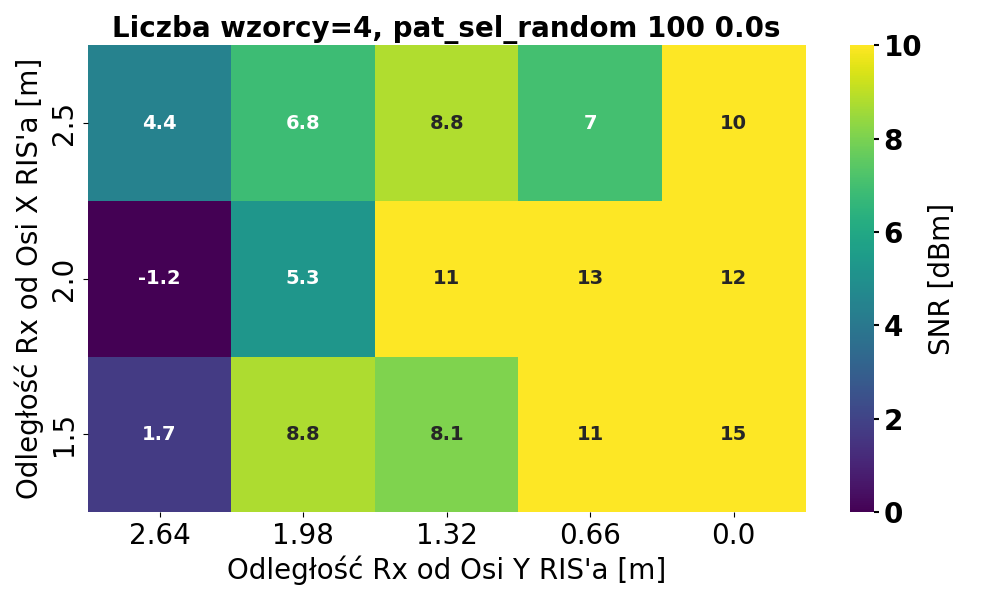 Liczba wzorcy=4, pat_sel_random 100 0.0s
Odległość Rx od Osi X RIS'a [m]
2.5
4.4 6.8 8.8 7 10
2.0
-1.2 5.3 11 13 12
1.5
1.7 8.8 8.1 11 15
2.64 1.98 1.32 0.66 0.0
Odległość Rx od Osi Y RIS'a [m]
10
8
6
4
2
0
SNR [dBm]